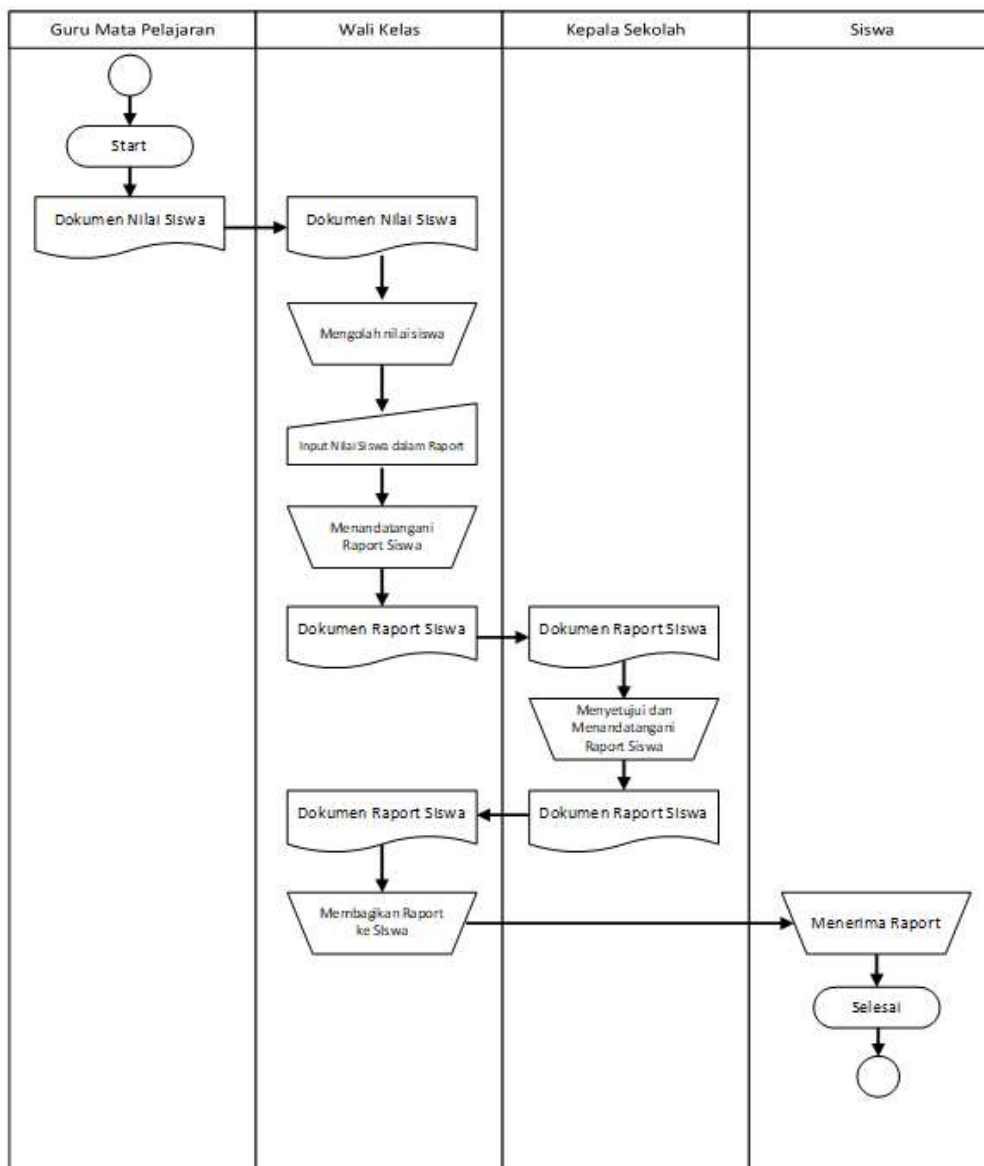 Guru Mata Pelajaran
Wali Kelas
Kepala Sekolah
Siswa
Start
Dokumen Nilai Siswa
Dokumen Nilai Siswa
Mengolah nilai siswa
Input Nilai Siswa dalam Raport
Menandatangani
Raport Siswa
Dokumen Raport Siswa
Dokumen Raport Siswa
Menyetujui dan
Menandatangani
Raport Siswa
Dokumen Raport Siswa
Dokumen Raport Siswa
Membagikan Raport
ke Siswa
Menerima Raport
Selesai